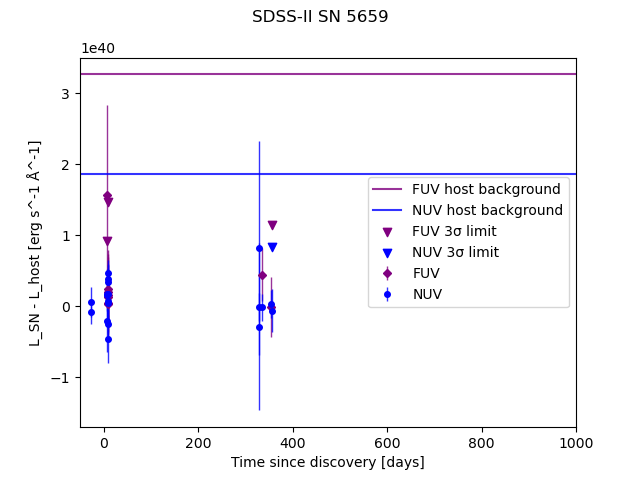 SDSS-II SN 5659
1e40
3
2
1
0
−1
L_SN - L_host [erg s^-1 Å^-1]
FUV host background
NUV host background
FUV 3σ limit
NUV 3σ limit
FUV
NUV
0 200 400 600 800 1000
Time since discovery [days]